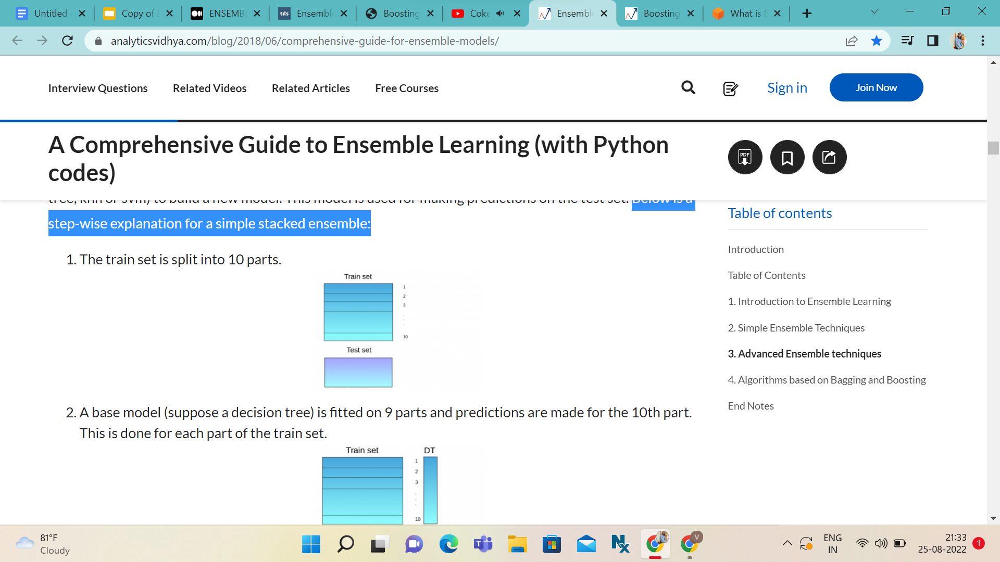 Untitled
Copy of
ENSEMB
tds Ensembl
Boosting
Coke
Ensembl
Boosting
What is
analyticsvidhya.com/blog/2018/06/comprehensive-guide-for-ensemble-models/
Interview Questions
Related Videos
Related Articles
Free Courses
Sign in
Join Now
A Comprehensive Guide to Ensemble Learning (with Python
codes)
PDF
tree, knn or svm) to build a new model. This model is used for making predictions on the test set. Below is a
step-wise explanation for a simple stacked ensemble:
1. The train set is split into 10 parts.
Train set
1
2
3
.
.
.
10
Test set
2. A base model (suppose a decision tree) is fitted on 9 parts and predictions are made for the 10th part.
This is done for each part of the train set.
Train set DT
1
2
3
.
.
.
10
Table of contents
Introduction
Table of Contents
1. Introduction to Ensemble Learning
2. Simple Ensemble Techniques
3. Advanced Ensemble techniques
4. Algorithms based on Bagging and Boosting
End Notes
81°F
Cloudy
T
V
ENG
IN
21:33
25-08-2022
1